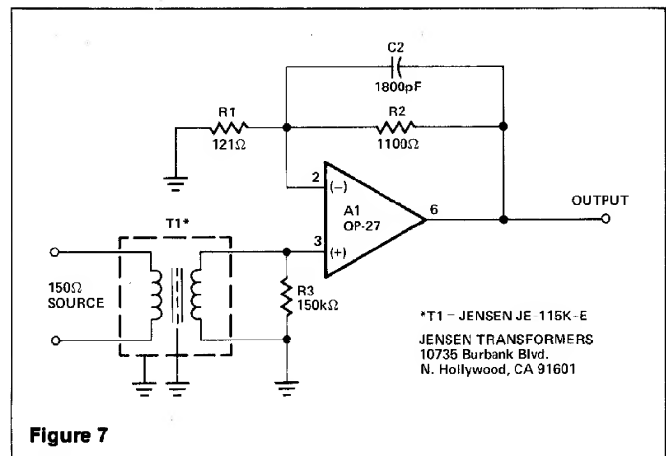 C2
1800pF
R1
121Ω
R2
1100Ω
2
(−)
A1
OP-27
6
OUTPUT
3
(+)
T1*
150Ω
SOURCE
R3
150kΩ
*T1 – JENSEN JE-115K-E
JENSEN TRANSFORMERS
10735 Burbank Blvd.
N. Hollywood, CA 91601
Figure 7